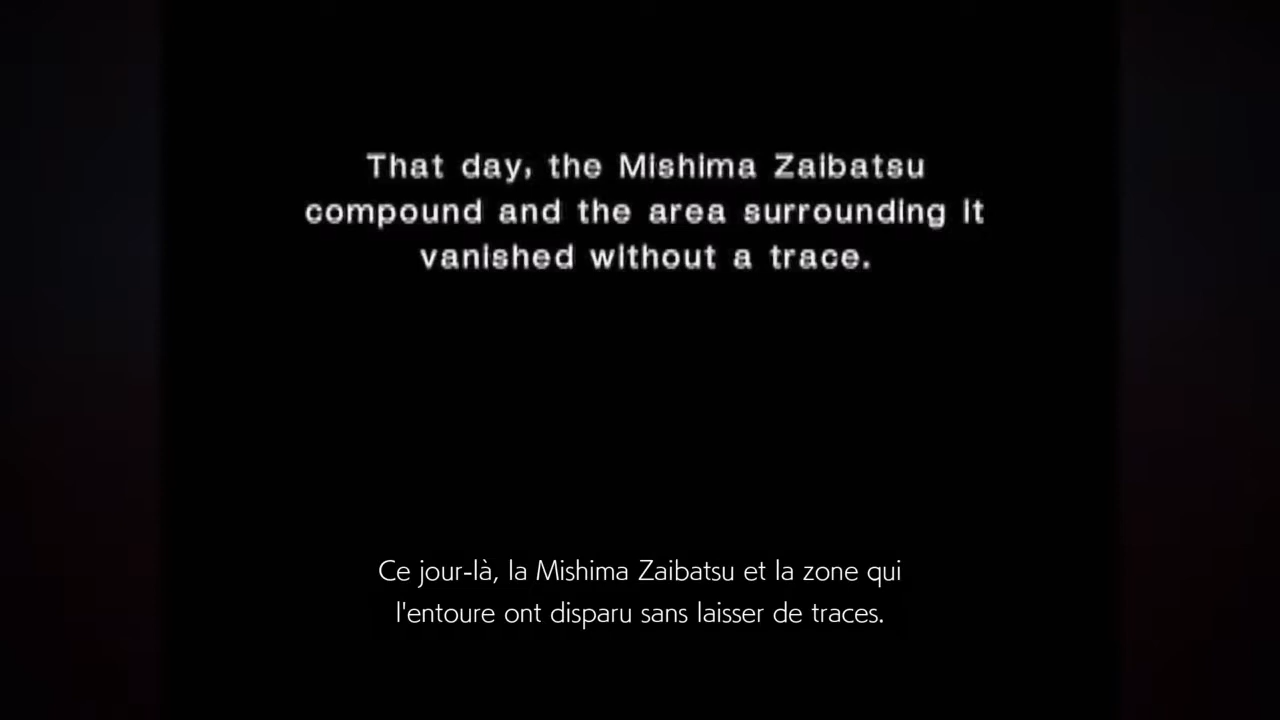 That day, the Mishima Zaibatsu
compound and the area surrounding it
vanished without a trace.
Ce jour-là, la Mishima Zaibatsu et la zone qui
l'entoure ont disparu sans laisser de traces.